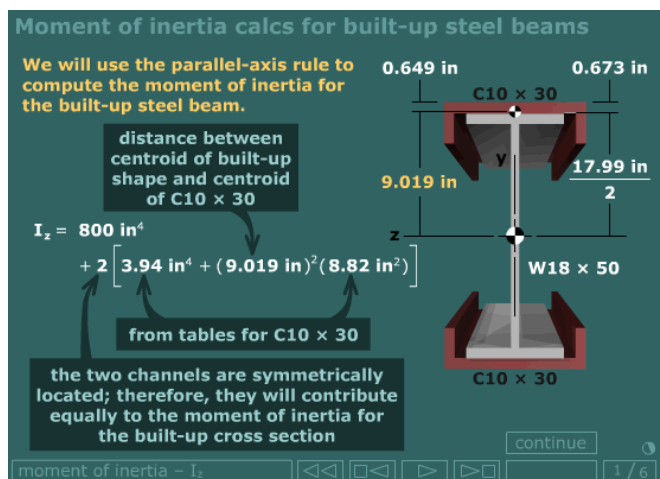 Moment of inertia calcs for built-up steel beams
We will use the parallel-axis rule to
compute the moment of inertia for
the built-up steel beam.
distance between
centroid of built-up
shape and centroid
of C10 × 30
I_z = 800 in⁴
+ 2[3.94 in⁴ + (9.019 in)²(8.82 in²)]
from tables for C10 × 30
the two channels are symmetrically
located; therefore, they will contribute
equally to the moment of inertia for
the built-up cross section
0.649 in
0.673 in
C10 × 30
y
9.019 in
17.99 in
2
z
W18 × 50
C10 × 30
continue
moment of inertia – I_z
1/6